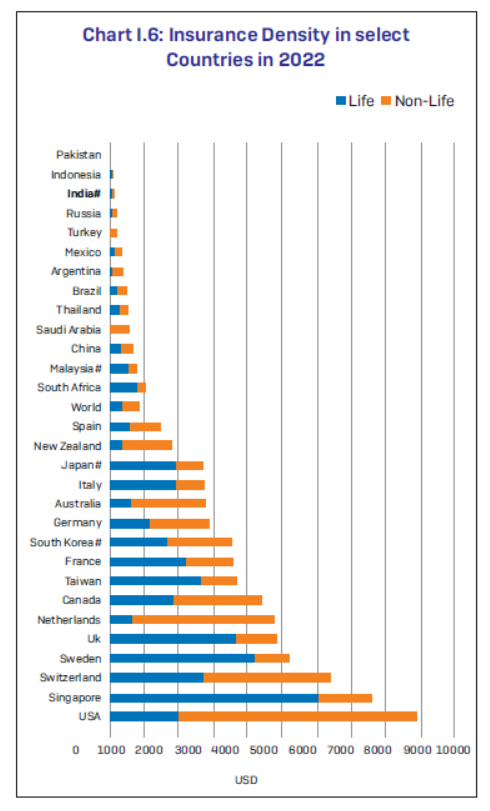 Chart I.6: Insurance Density in select
Countries in 2022
Life Non-Life
Pakistan
Indonesia
India#
Russia
Turkey
Mexico
Argentina
Brazil
Thailand
Saudi Arabia
China
Malaysia#
South Africa
World
Spain
New Zealand
Japan#
Italy
Australia
Germany
South Korea#
France
Taiwan
Canada
Netherlands
Uk
Sweden
Switzerland
Singapore
USA
0 1000 2000 3000 4000 5000 6000 7000 8000 9000 10000
USD